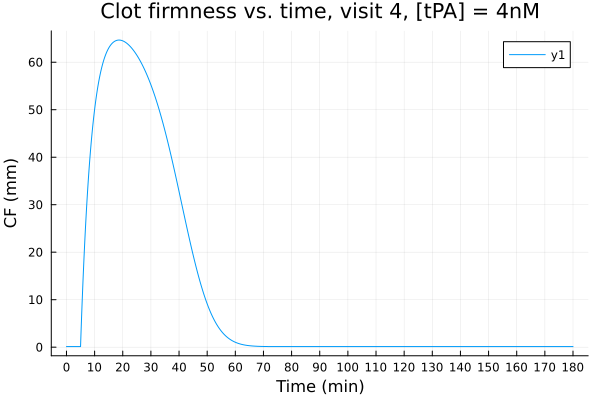 Clot firmness vs. time, visit 4, [tPA] = 4nM
y1
CF (mm)
60
50
40
30
20
10
0
0 10 20 30 40 50 60 70 80 90 100 110 120 130 140 150 160 170 180
Time (min)